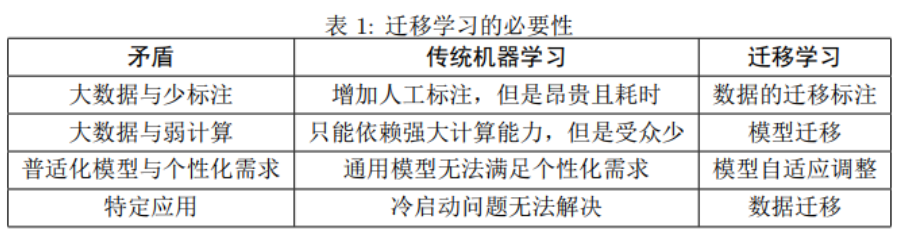 表 1: 迁移学习的必要性
矛盾 传统机器学习 迁移学习
大数据与少标注 增加人工标注，但是昂贵且耗时 数据的迁移标注
大数据与弱计算 只能依赖强大计算能力，但是受众少 模型迁移
普适化模型与个性化需求 通用模型无法满足个性化需求 模型自适应调整
特定应用 冷启动问题无法解决 数据迁移